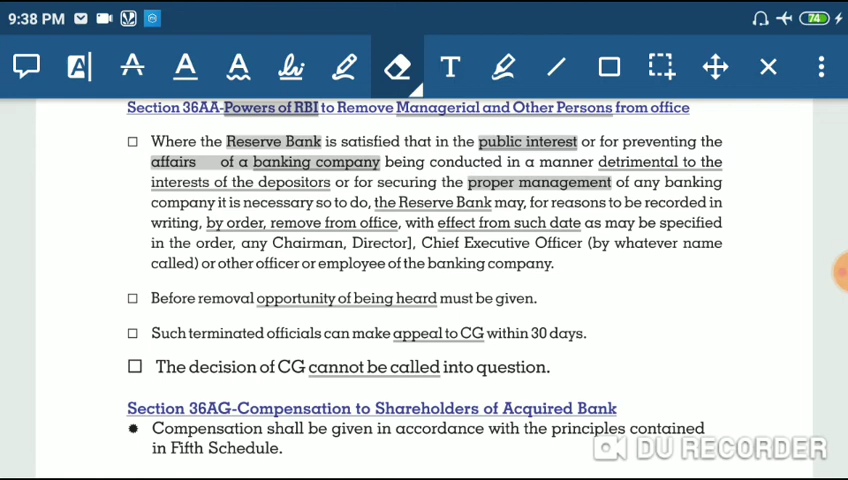 9:38 PM
74
A
A
A
A
T
Section 36AA-Powers of RBI to Remove Managerial and Other Persons from office
☐ Where the Reserve Bank is satisfied that in the public interest or for preventing the
affairs of a banking company being conducted in a manner detrimental to the
interests of the depositors or for securing the proper management of any banking
company it is necessary so to do, the Reserve Bank may, for reasons to be recorded in
writing, by order, remove from office, with effect from such date as may be specified
in the order, any Chairman, Director], Chief Executive Officer (by whatever name
called) or other officer or employee of the banking company.
☐ Before removal opportunity of being heard must be given.
☐ Such terminated officials can make appeal to CG within 30 days.
☐ The decision of CG cannot be called into question.
Section 36AG-Compensation to Shareholders of Acquired Bank
✹ Compensation shall be given in accordance with the principles contained
in Fifth Schedule.
DU RECORDER